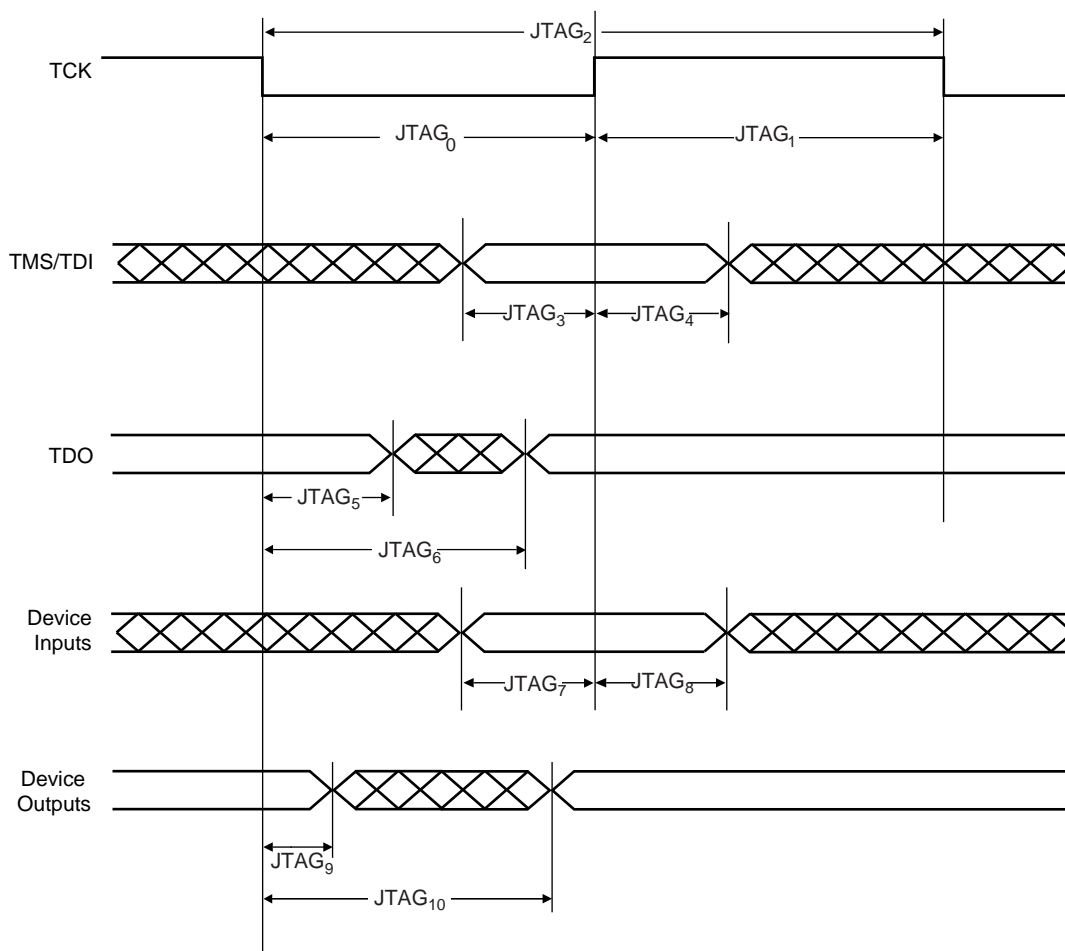 JTAG₂
TCK
JTAG₀
JTAG₁
TMS/TDI
JTAG₃
JTAG₄
TDO
JTAG₅
JTAG₆
Device
Inputs
JTAG₇
JTAG₈
Device
Outputs
JTAG₉
JTAG₁₀